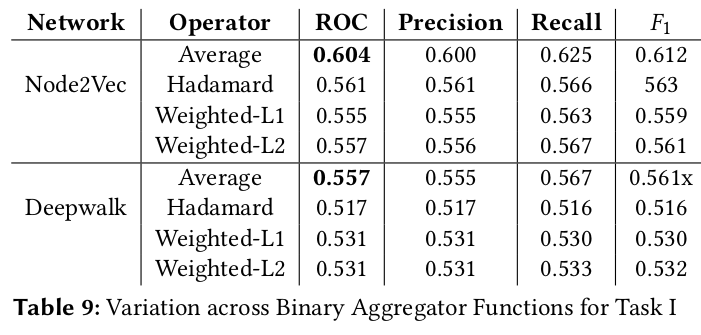 Network Operator ROC Precision Recall F1
Average 0.604 0.600 0.625 0.612
Node2Vec Hadamard 0.561 0.561 0.566 563
Weighted-L1 0.555 0.555 0.563 0.559
Weighted-L2 0.557 0.556 0.567 0.561
Average 0.557 0.555 0.567 0.561x
Deepwalk Hadamard 0.517 0.517 0.516 0.516
Weighted-L1 0.531 0.531 0.530 0.530
Weighted-L2 0.531 0.531 0.533 0.532
Table 9: Variation across Binary Aggregator Functions for Task I